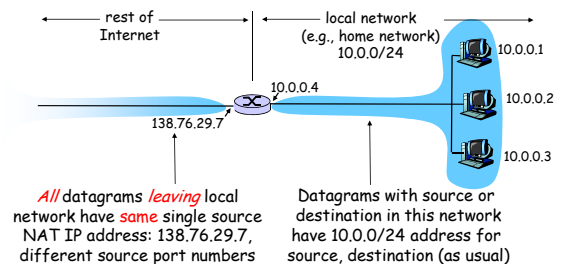 rest of
Internet
local network
(e.g., home network)
10.0.0/24
10.0.0.1
10.0.0.4
10.0.0.2
138.76.29.7
10.0.0.3
All datagrams leaving local
network have same single source
NAT IP address: 138.76.29.7,
different source port numbers
Datagrams with source or
destination in this network
have 10.0.0/24 address for
source, destination (as usual)